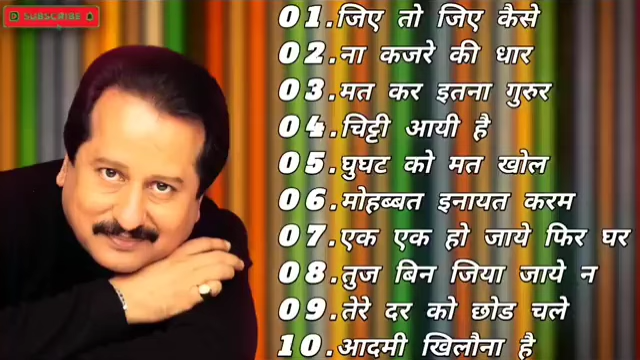 SUBSCRIBE
01.जिए तो जिए कैसे
02.ना कजरे की धार
03.मत कर इतना गुरुर
04.चिट्टी आयी है
05.घुघट को मत खोल
06.मोहब्बत इनायत करम
07.एक एक हो जाये फिर घर
08.तुज बिन जिया जाये न
09.तेरे दर को छोड चले
10.आदमी खिलौना है